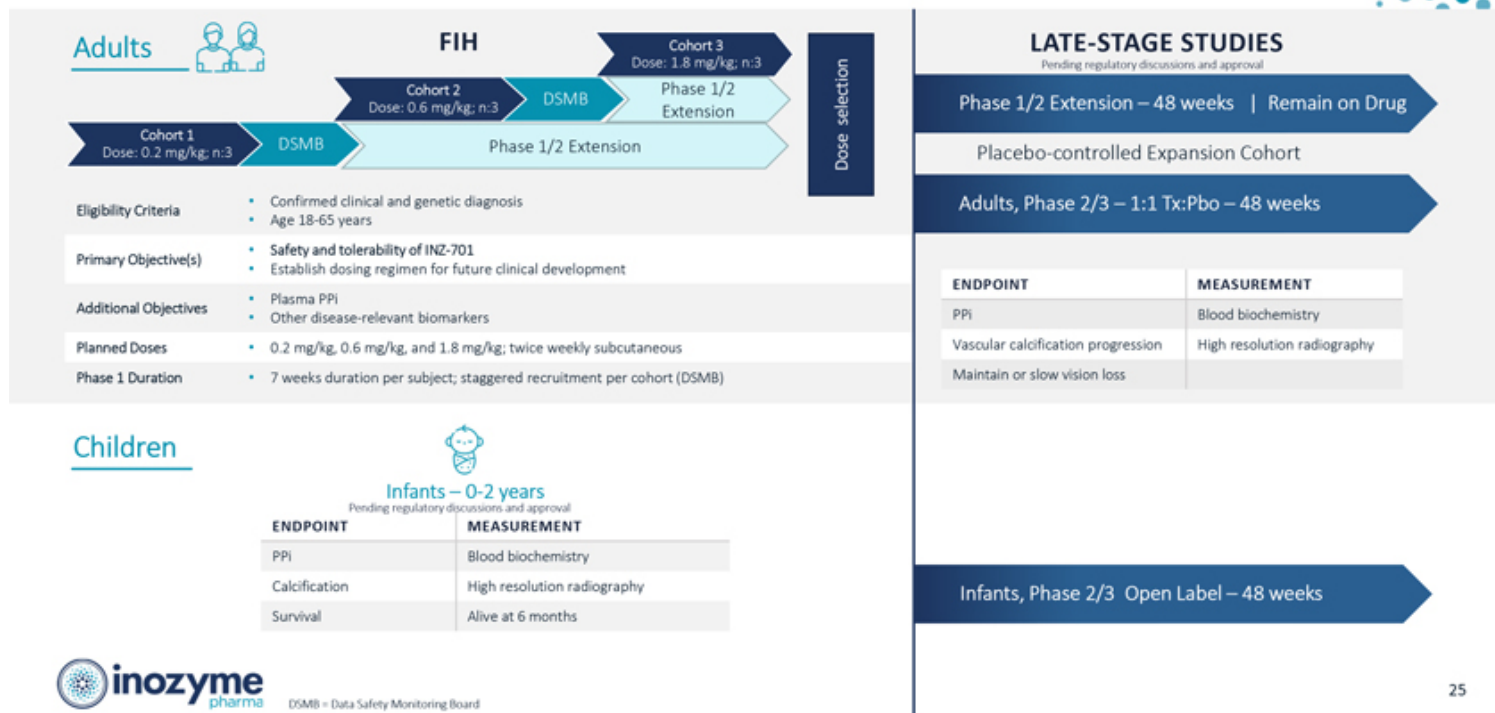 Adults
FIH
Cohort 3
Dose: 1.8 mg/kg; n:3
Cohort 2
Dose: 0.6 mg/kg; n:3
DSMB
Phase 1/2
Extension
Cohort 1
Dose: 0.2 mg/kg; n:3
DSMB
Phase 1/2 Extension
Dose selection
Eligibility Criteria
• Confirmed clinical and genetic diagnosis
• Age 18-65 years
Primary Objective(s)
• Safety and tolerability of INZ-701
• Establish dosing regimen for future clinical development
Additional Objectives
• Plasma PPi
• Other disease-relevant biomarkers
Planned Doses
• 0.2 mg/kg, 0.6 mg/kg, and 1.8 mg/kg; twice weekly subcutaneous
Phase 1 Duration
• 7 weeks duration per subject; staggered recruitment per cohort (DSMB)
LATE-STAGE STUDIES
Pending regulatory discussions and approval
Phase 1/2 Extension – 48 weeks | Remain on Drug
Placebo-controlled Expansion Cohort
Adults, Phase 2/3 – 1:1 Tx:Pbo – 48 weeks
ENDPOINT MEASUREMENT
PPi Blood biochemistry
Vascular calcification progression High resolution radiography
Maintain or slow vision loss
Children
Infants – 0-2 years
Pending regulatory discussions and approval
ENDPOINT MEASUREMENT
PPi Blood biochemistry
Calcification High resolution radiography
Survival Alive at 6 months
Infants, Phase 2/3 Open Label – 48 weeks
inozyme
pharma
DSMB = Data Safety Monitoring Board
25